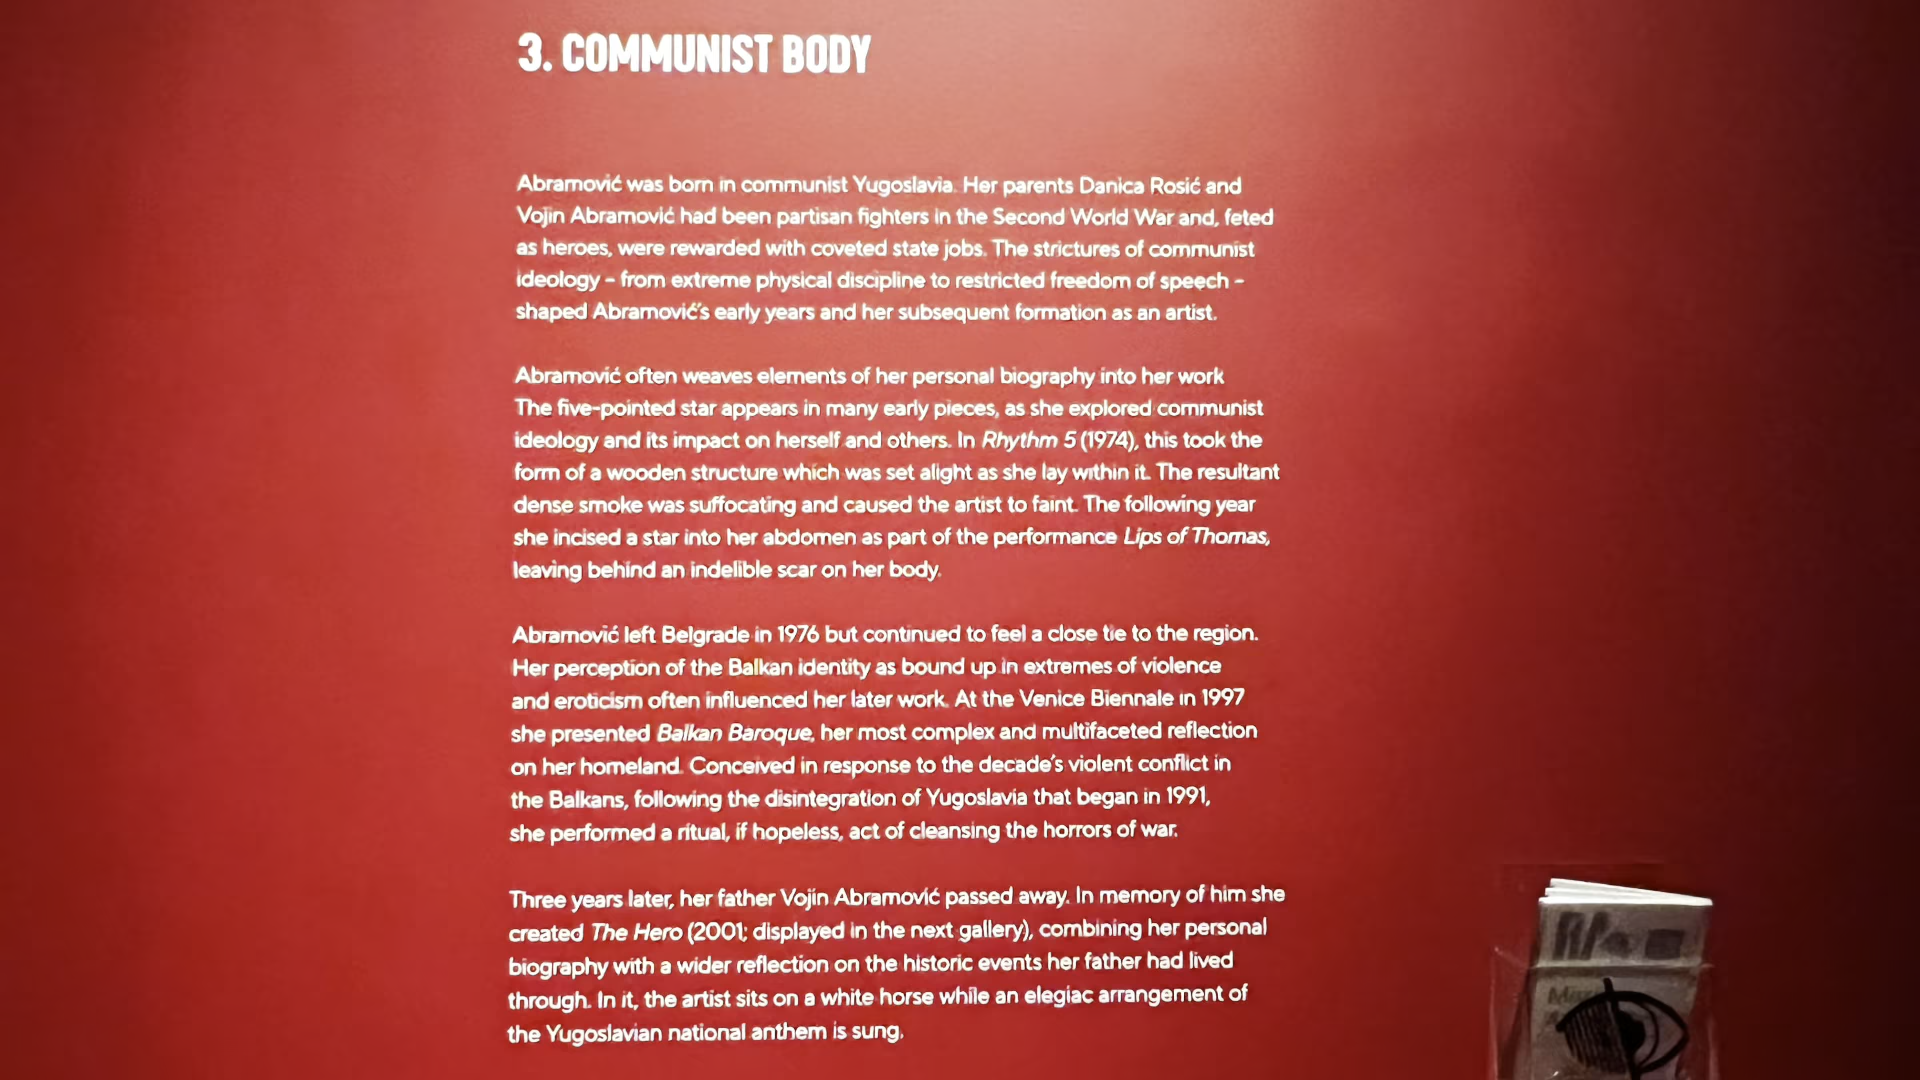 3. COMMUNIST BODY
Abramović was born in communist Yugoslavia. Her parents Danica Rosić and
Vojin Abramović had been partisan fighters in the Second World War and, feted
as heroes, were rewarded with coveted state jobs. The strictures of communist
ideology – from extreme physical discipline to restricted freedom of speech –
shaped Abramović's early years and her subsequent formation as an artist.
Abramović often weaves elements of her personal biography into her work
The five-pointed star appears in many early pieces, as she explored communist
ideology and its impact on herself and others. In Rhythm 5 (1974), this took the
form of a wooden structure which was set alight as she lay within it. The resultant
dense smoke was suffocating and caused the artist to faint. The following year
she incised a star into her abdomen as part of the performance Lips of Thomas,
leaving behind an indelible scar on her body.
Abramović left Belgrade in 1976 but continued to feel a close tie to the region.
Her perception of the Balkan identity as bound up in extremes of violence
and eroticism often influenced her later work. At the Venice Biennale in 1997
she presented Balkan Baroque, her most complex and multifaceted reflection
on her homeland. Conceived in response to the decade's violent conflict in
the Balkans, following the disintegration of Yugoslavia that began in 1991,
she performed a ritual, if hopeless, act of cleansing the horrors of war.
Three years later, her father Vojin Abramović passed away. In memory of him she
created The Hero (2001; displayed in the next gallery), combining her personal
biography with a wider reflection on the historic events her father had lived
through. In it, the artist sits on a white horse while an elegiac arrangement of
the Yugoslavian national anthem is sung.